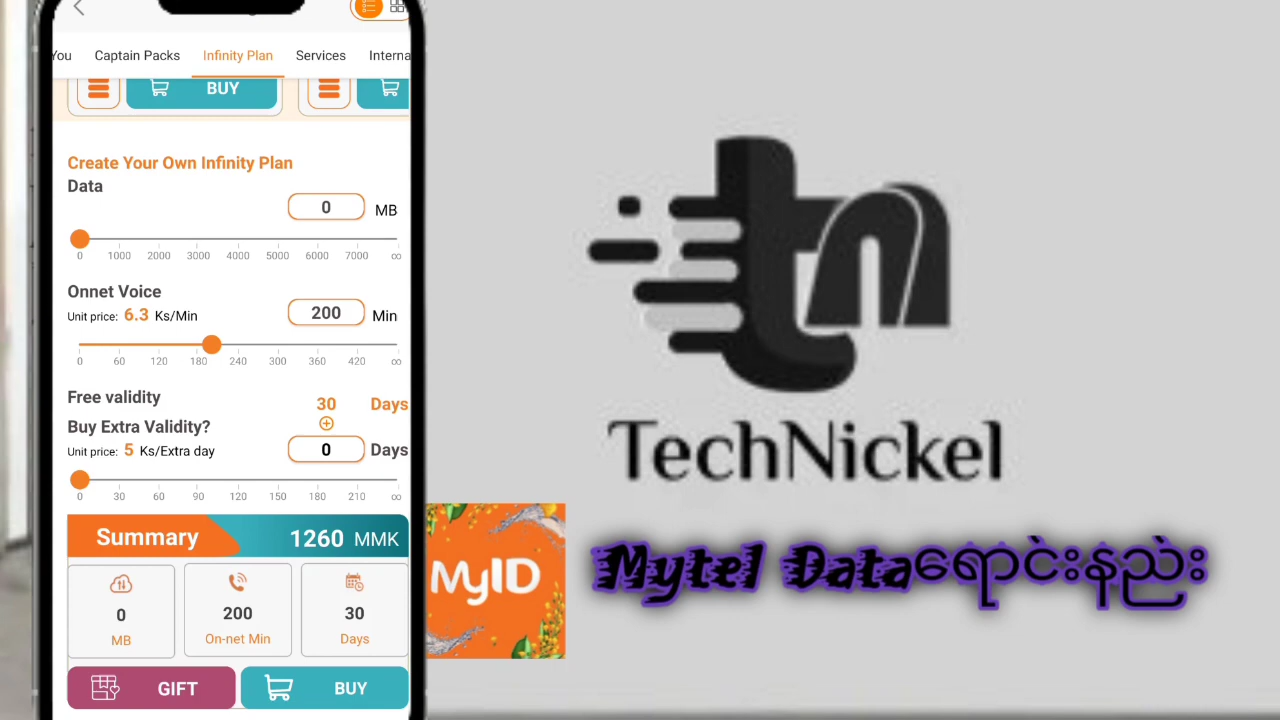 You Captain Packs Infinity Plan Services Interna
BUY
Create Your Own Infinity Plan
Data
0 MB
0 1000 2000 3000 4000 5000 6000 7000 ∞
Onnet Voice
Unit price: 6.3 Ks/Min
200 Min
0 60 120 180 240 300 360 420 ∞
Free validity
30 Days
Buy Extra Validity?
Unit price: 5 Ks/Extra day
0 Days
0 30 60 90 120 150 180 210 ∞
Summary 1260 MMK
0 200 30
MB On-net Min Days
GIFT BUY
tn
TechNickel
MyID
Mytel Dataရောင်းနည်း